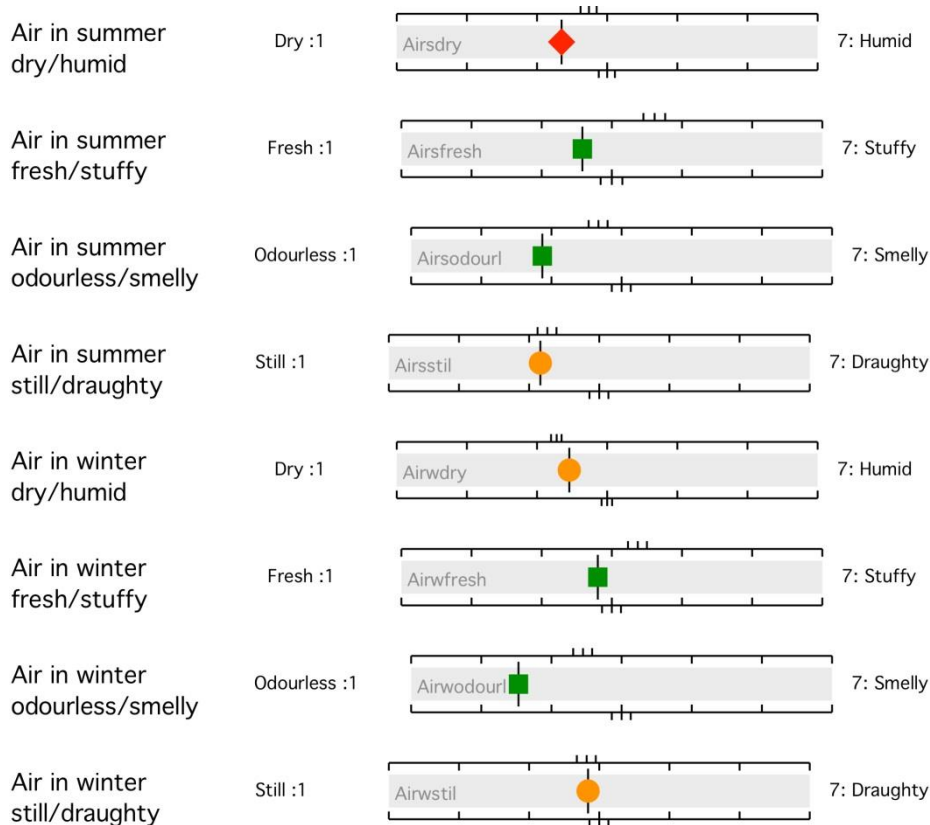 Air in summer
dry/humid
Dry :1
Airsdry
7: Humid
Air in summer
fresh/stuffy
Fresh :1
Airsfresh
7: Stuffy
Air in summer
odourless/smelly
Odourless :1
Airsodourl
7: Smelly
Air in summer
still/draughty
Still :1
Airsstil
7: Draughty
Air in winter
dry/humid
Dry :1
Airwdry
7: Humid
Air in winter
fresh/stuffy
Fresh :1
Airwfresh
7: Stuffy
Air in winter
odourless/smelly
Odourless :1
Airwodourl
7: Smelly
Air in winter
still/draughty
Still :1
Airwstil
7: Draughty